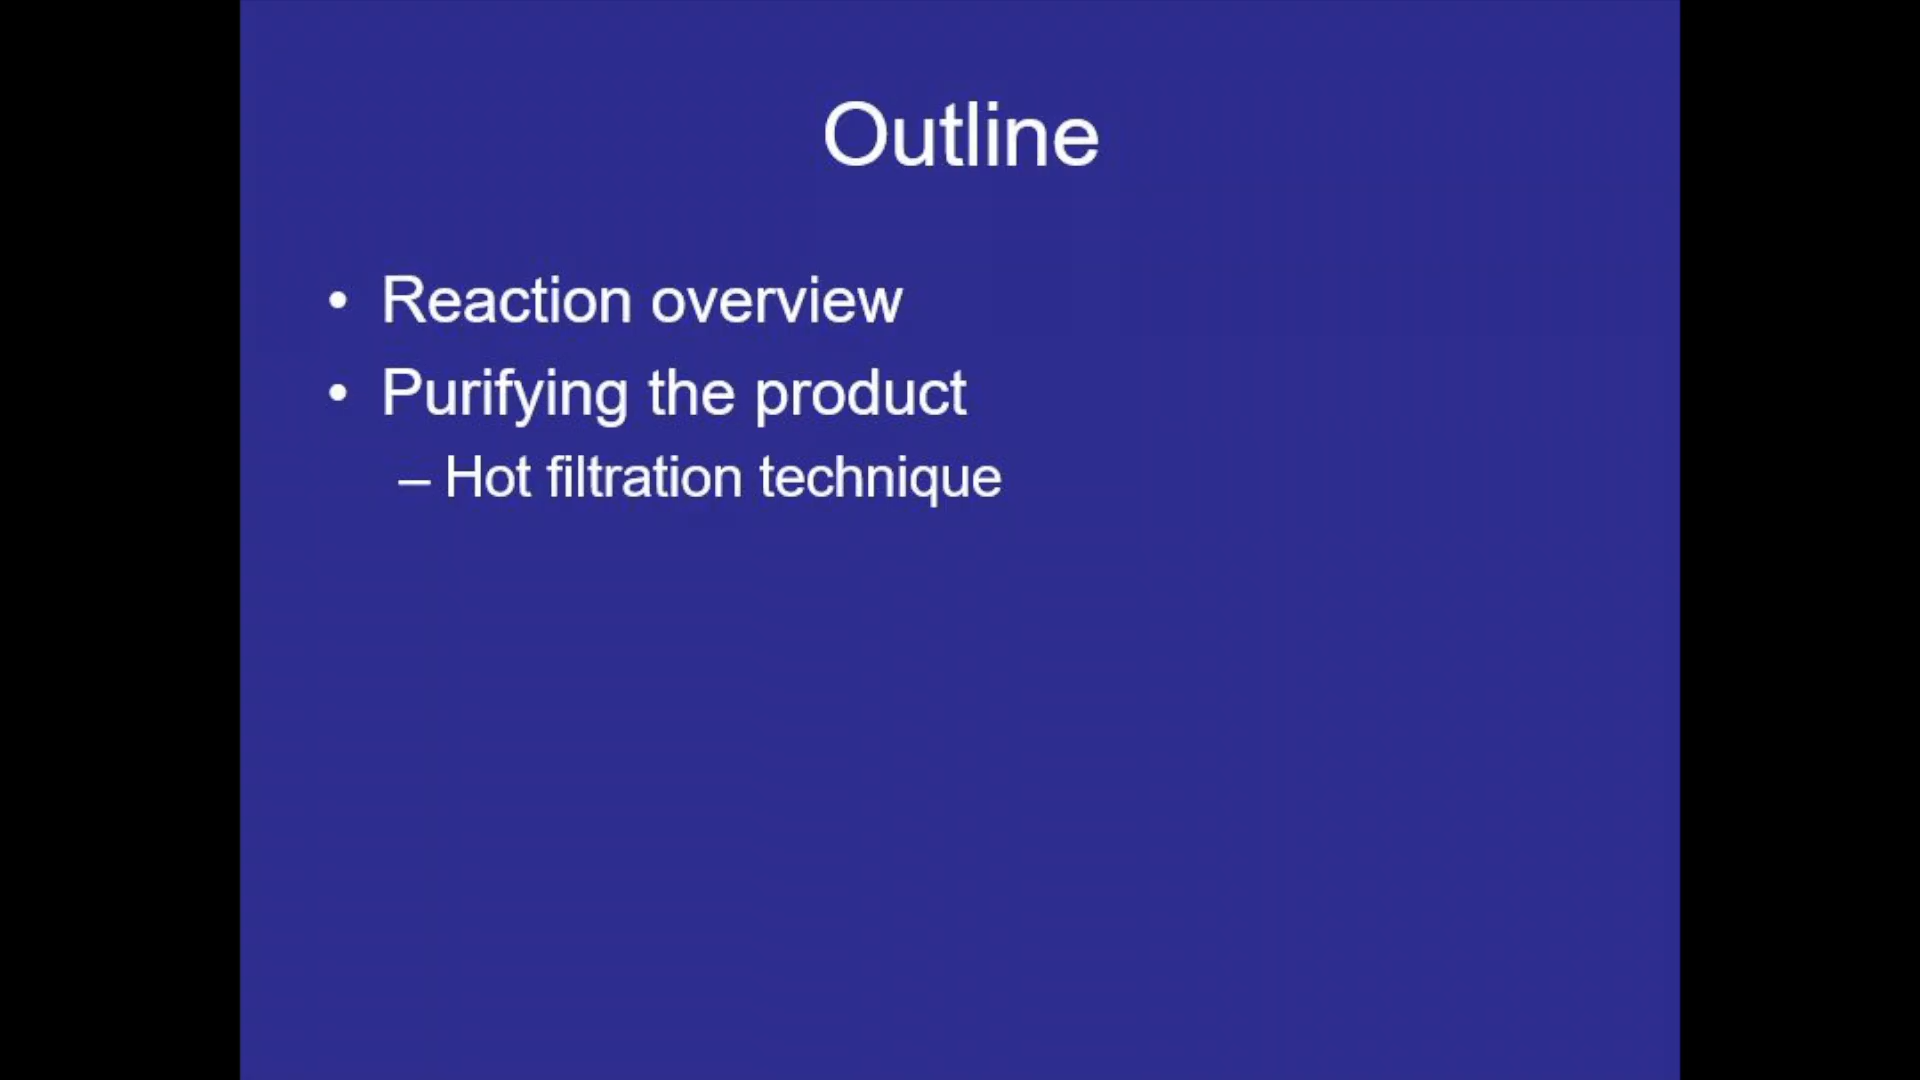 Outline
• Reaction overview
• Purifying the product
– Hot filtration technique